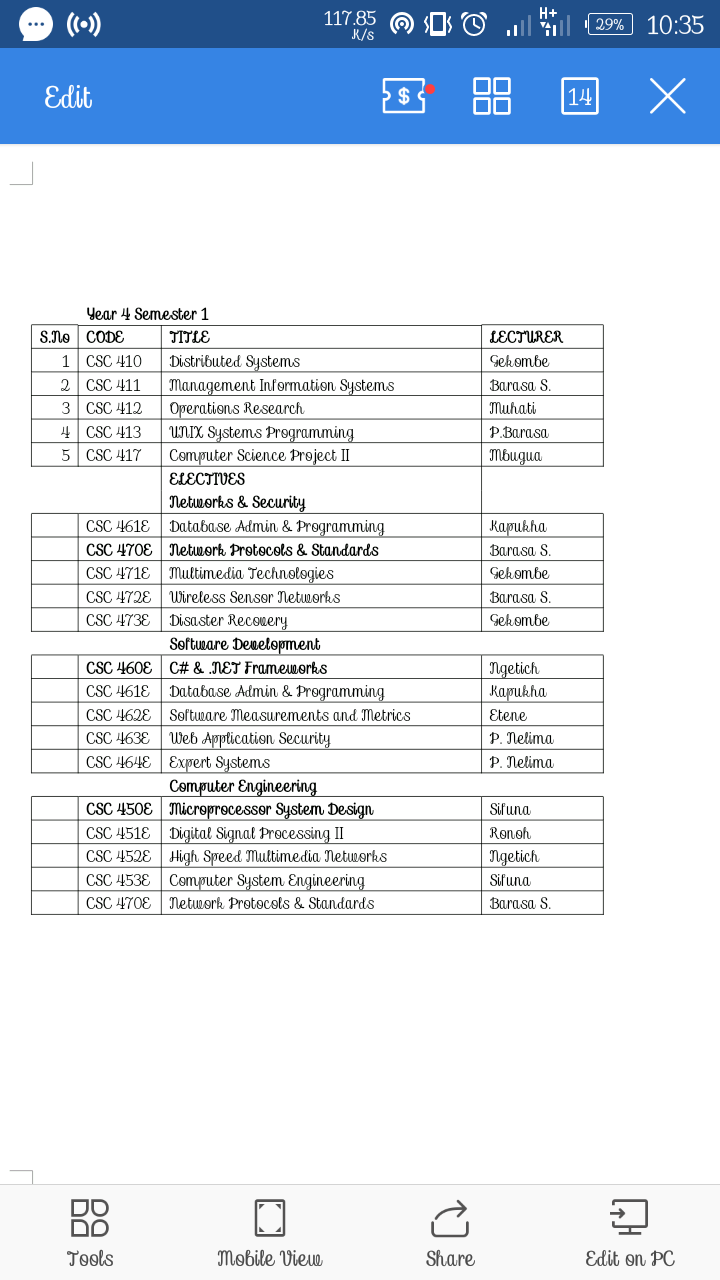 117.85 K/s H+ 29% 10:35
Edit $ 14
Year 4 Semester 1
S.No CODE TITLE LECTURER
1 CSC 410 Distributed Systems Gekombe
2 CSC 411 Management Information Systems Barasa S.
3 CSC 412 Operations Research Muhati
4 CSC 413 UNIX Systems Programming P.Barasa
5 CSC 417 Computer Science Project II Mbugua
ELECTIVES
Networks & Security
CSC 461E Database Admin & Programming Kapukha
CSC 470E Network Protocols & Standards Barasa S.
CSC 471E Multimedia Technologies Gekombe
CSC 472E Wireless Sensor Networks Barasa S.
CSC 473E Disaster Recovery Gekombe
Software Development
CSC 460E C# & .NET Frameworks Ngetich
CSC 461E Database Admin & Programming Kapukha
CSC 462E Software Measurements and Metrics Etene
CSC 463E Web Application Security P. Nelima
CSC 464E Expert Systems P. Nelima
Computer Engineering
CSC 450E Microprocessor System Design Sifuna
CSC 451E Digital Signal Processing II Ronoh
CSC 452E High Speed Multimedia Networks Ngetich
CSC 453E Computer System Engineering Sifuna
CSC 470E Network Protocols & Standards Barasa S.
Tools Mobile View Share Edit on PC